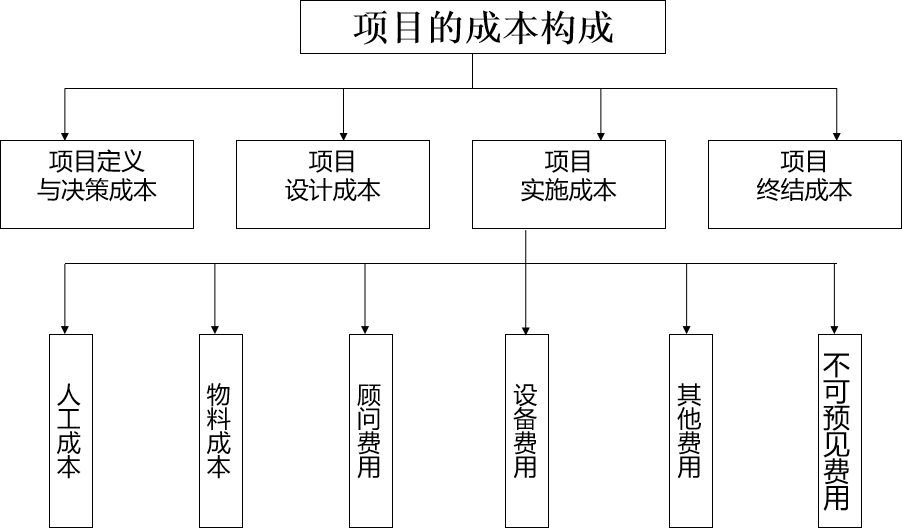 项目的成本构成
项目定义
与决策成本
项目
设计成本
项目
实施成本
项目
终结成本
人工成本
物料成本
顾问费用
设备费用
其他费用
不可预见费用